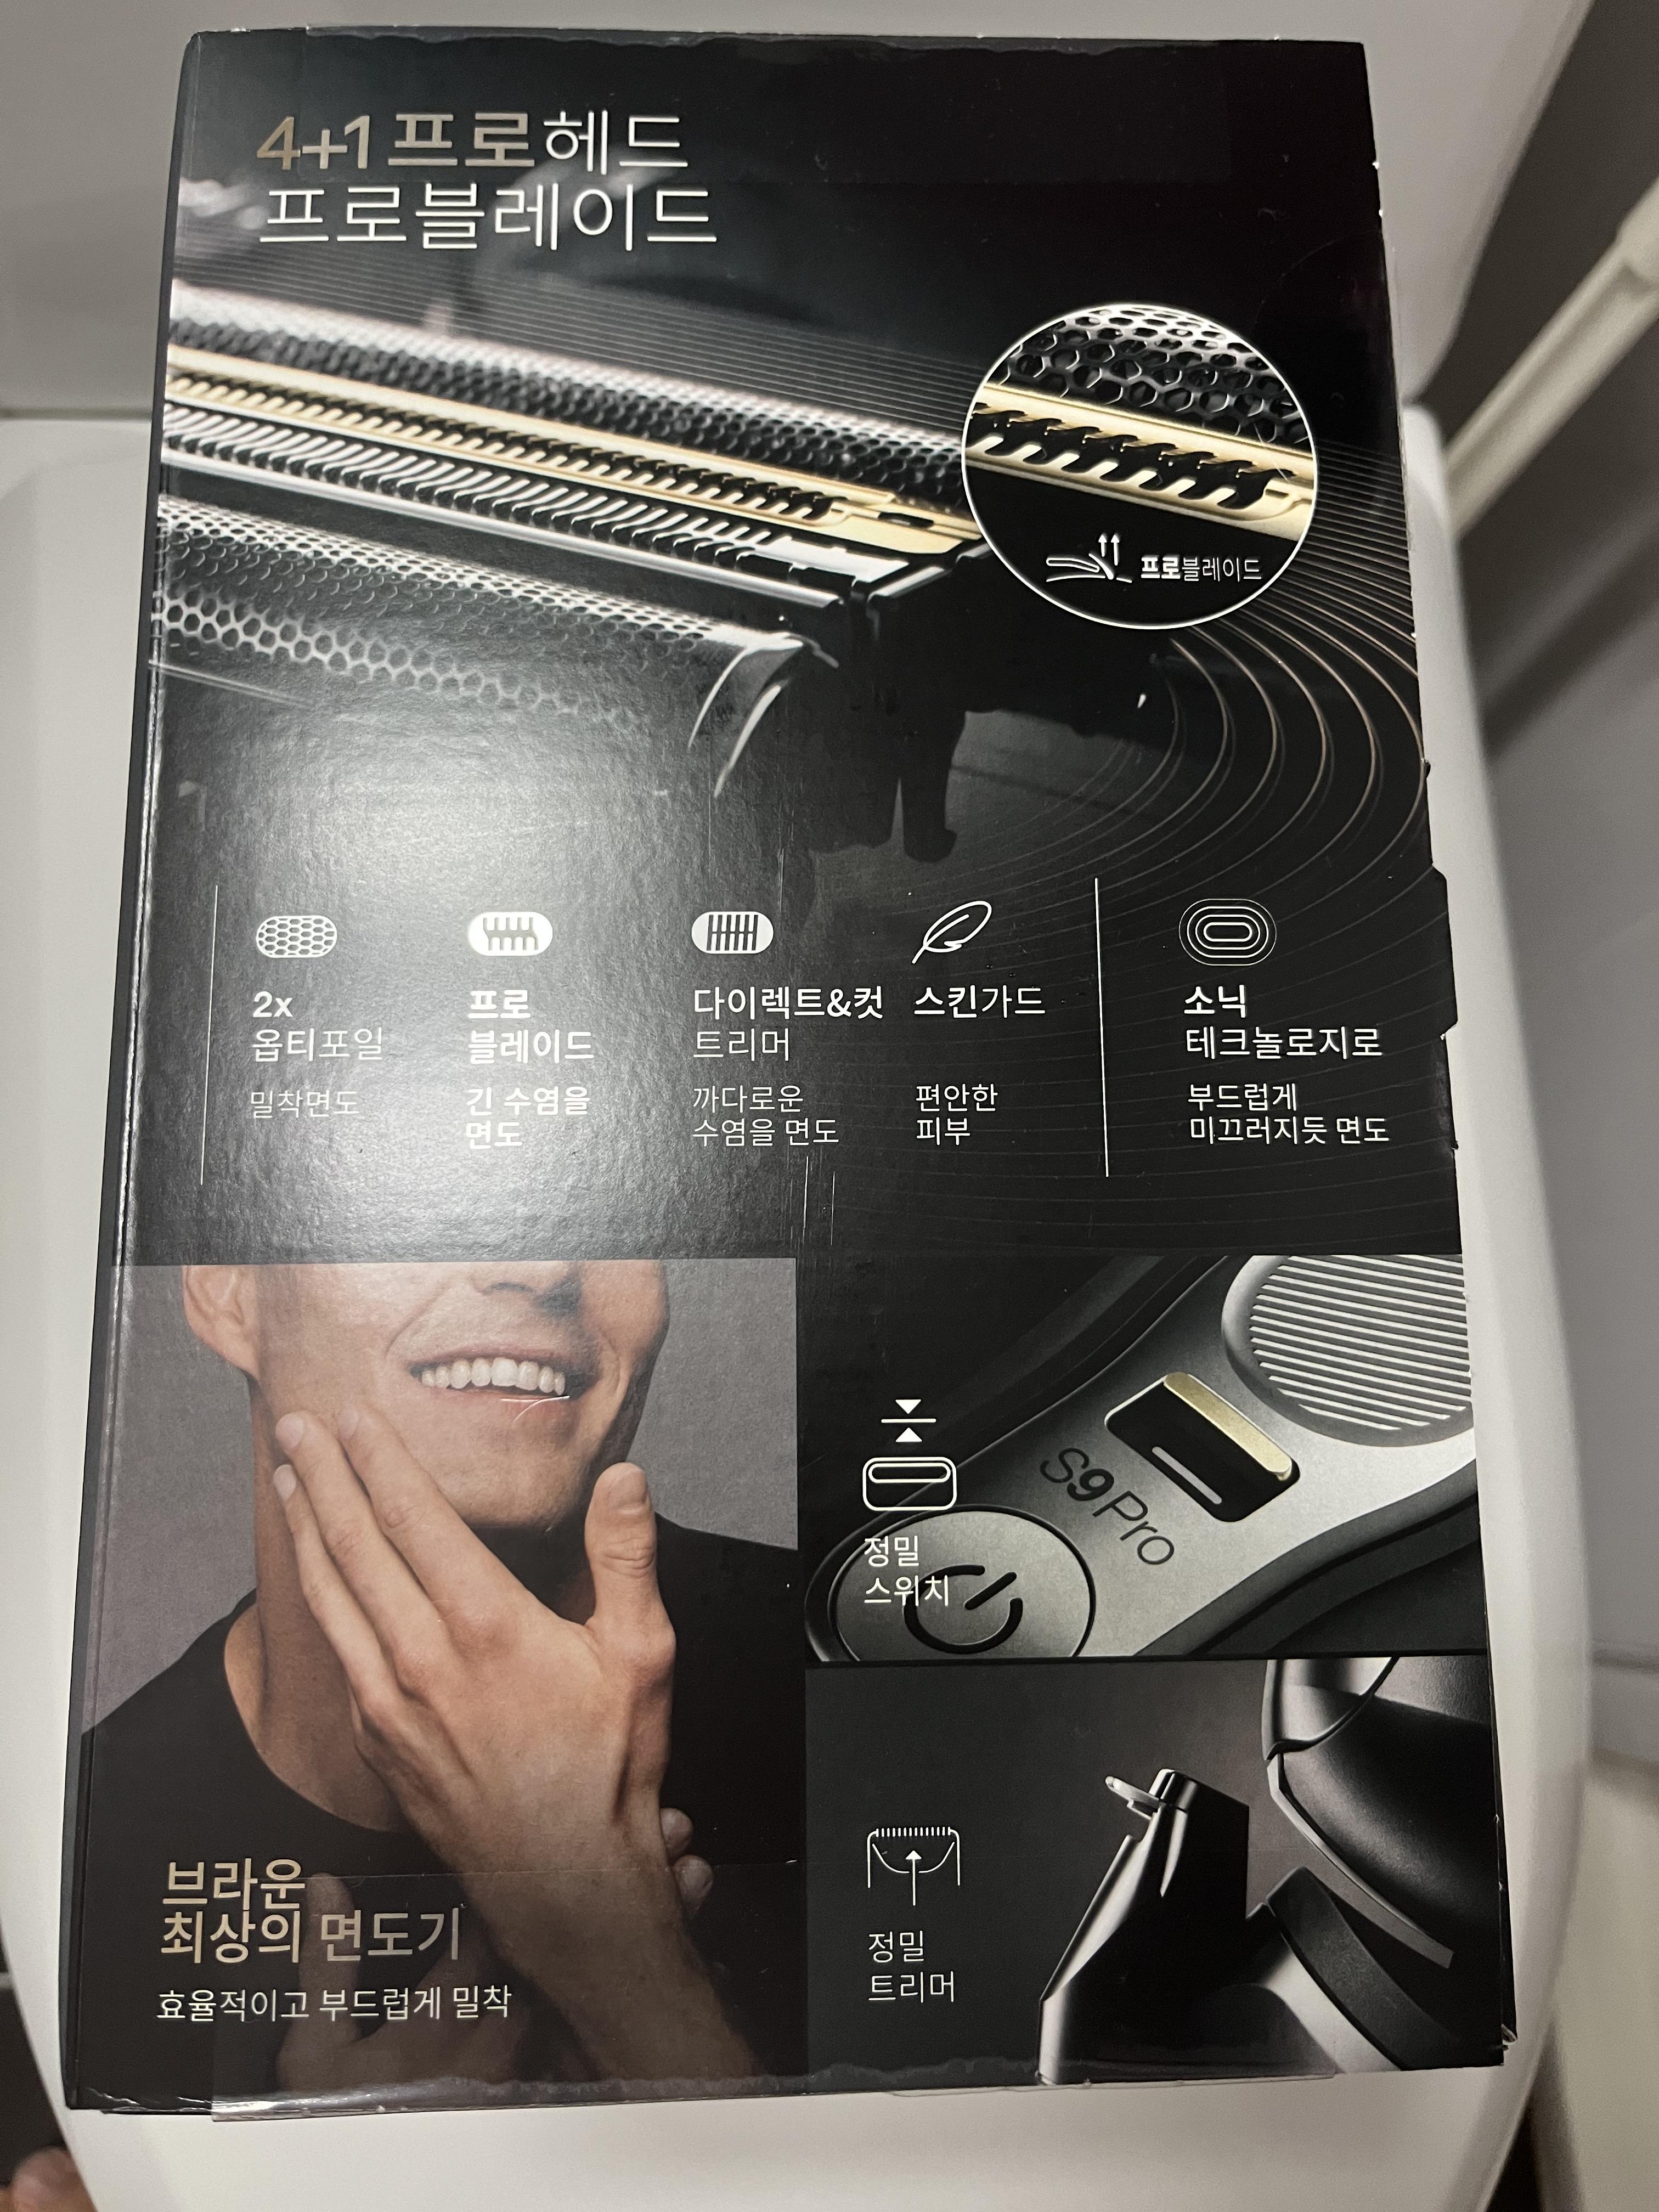 4+1 프로헤드
프로블레이드
프로블레이드
2x
옵티포일
밀착면도
프로
블레이드
긴 수염을
면도
다이렉트&컷
트리머
까다로운
수염을 면도
스킨가드
편안한
피부
소닉
테크놀로지로
부드럽게
미끄러지듯 면도
S9Pro
정밀
스위치
정밀
트리머
브라운
최상의 면도기
효율적이고 부드럽게 밀착